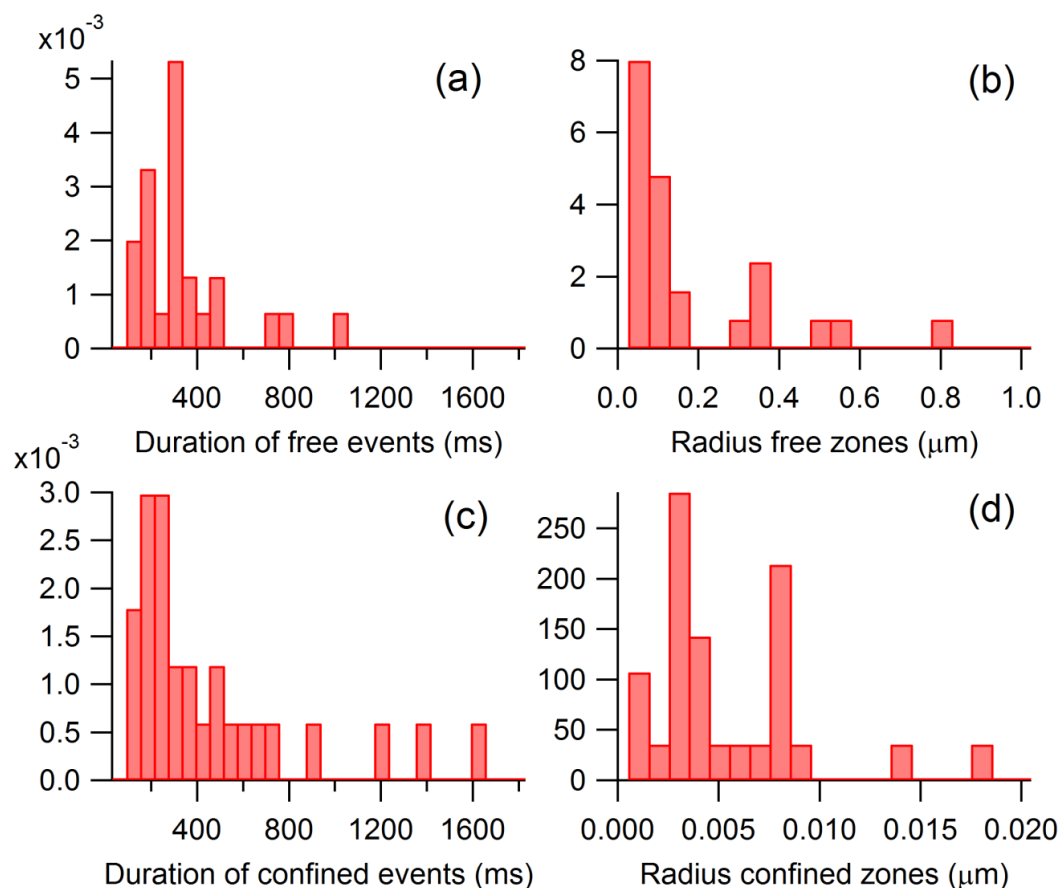 x10⁻³
(a)
5
4
3
2
1
0
400 800 1200 1600
Duration of free events (ms)
(b)
8
6
4
2
0
0.0 0.2 0.4 0.6 0.8 1.0
Radius free zones (μm)
x10⁻³
(c)
3.0
2.5
2.0
1.5
1.0
0.5
0.0
400 800 1200 1600
Duration of confined events (ms)
(d)
250
200
150
100
50
0
0.000 0.005 0.010 0.015 0.020
Radius confined zones (μm)